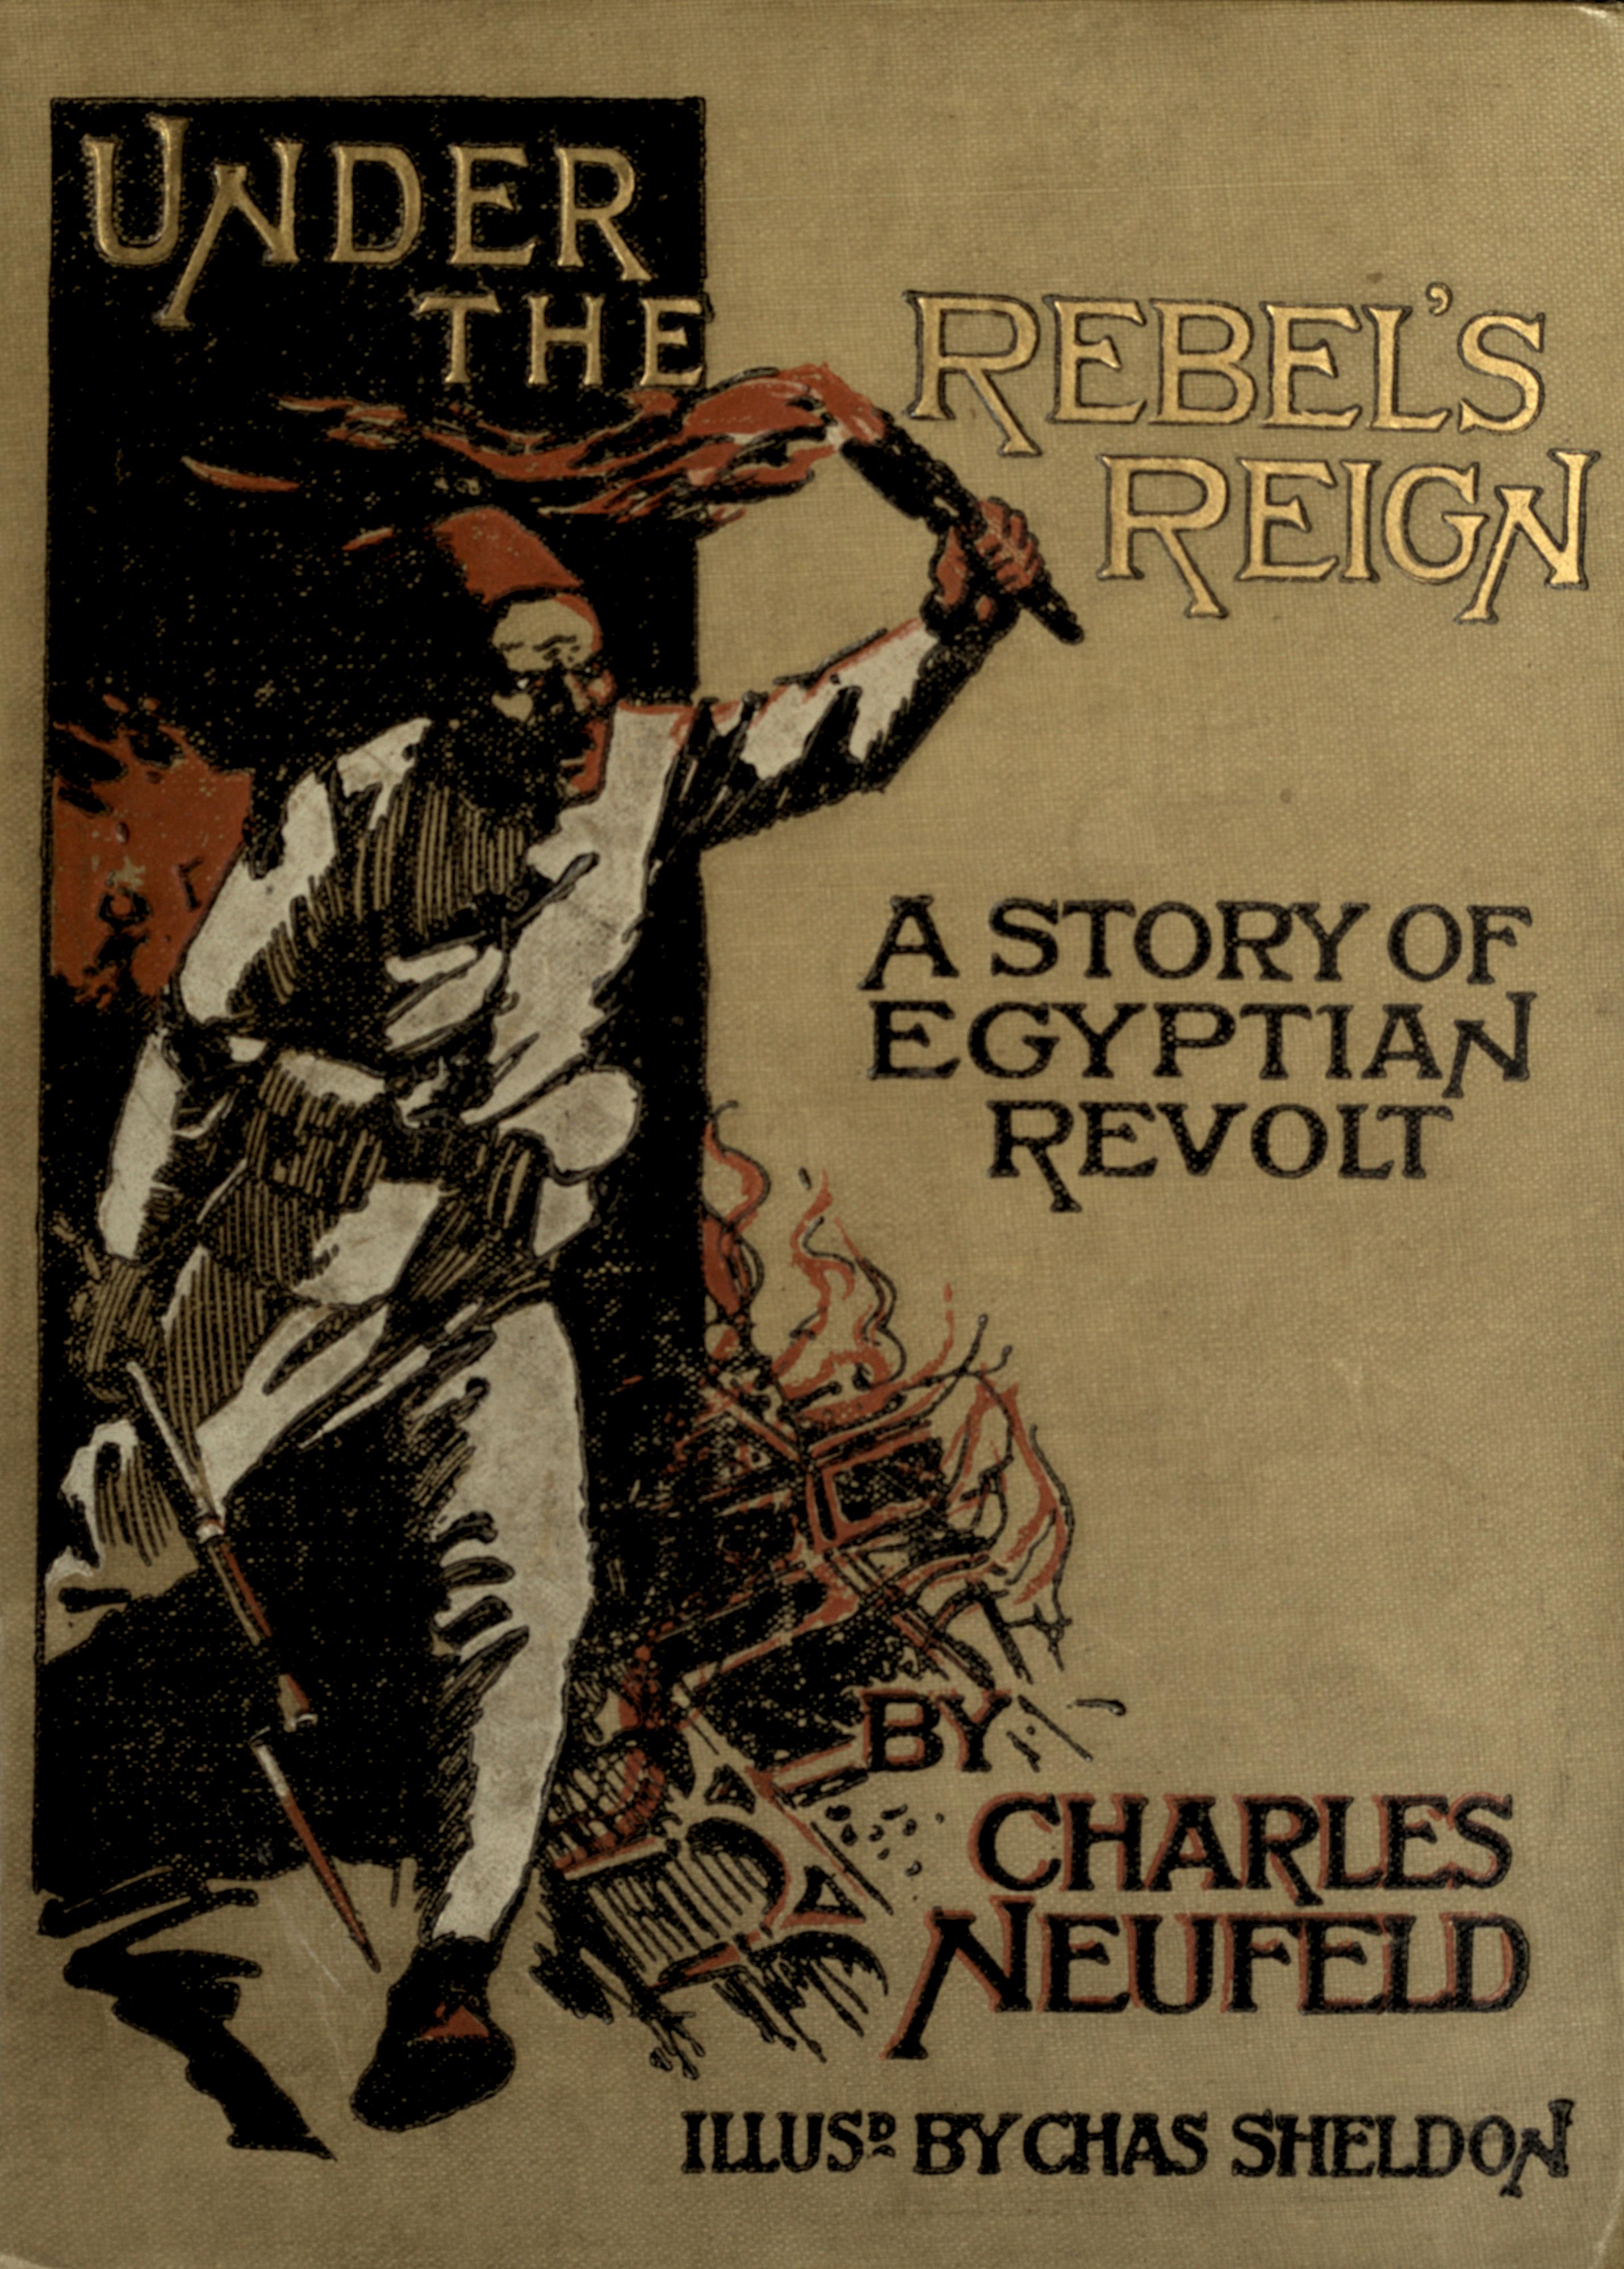 UNDER
THE
REBEL'S
REIGN
A STORY OF
EGYPTIAN
REVOLT
BY
CHARLES
NEUFELD
ILLUSD BY CHAS SHELDON